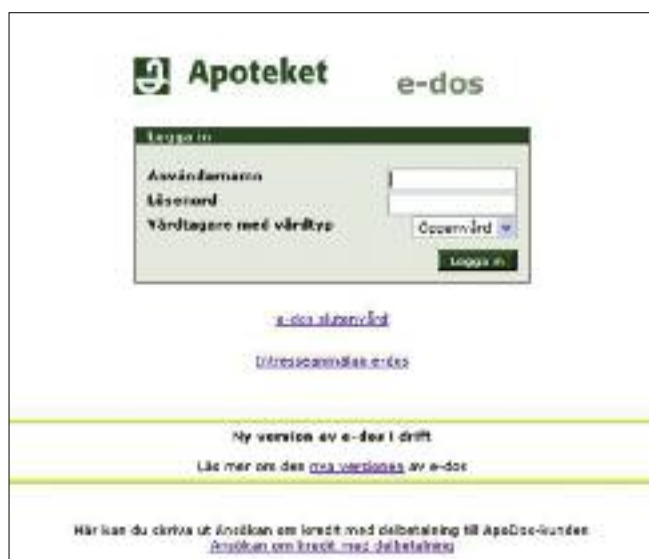 Apoteket e-dos
Logga in
Användarnamn
Lösenord
Vårdtagare med vårdtyp Öppenvård
Logga in
e-dos slutenvård
Intresseanmälan e-dos
Ny version av e-dos i drift
Läs mer om den nya versionen av e-dos
Här kan du skriva ut Ansökan om kredit med delbetalning till ApoDos-kunden
Ansökan om kredit med delbetalning